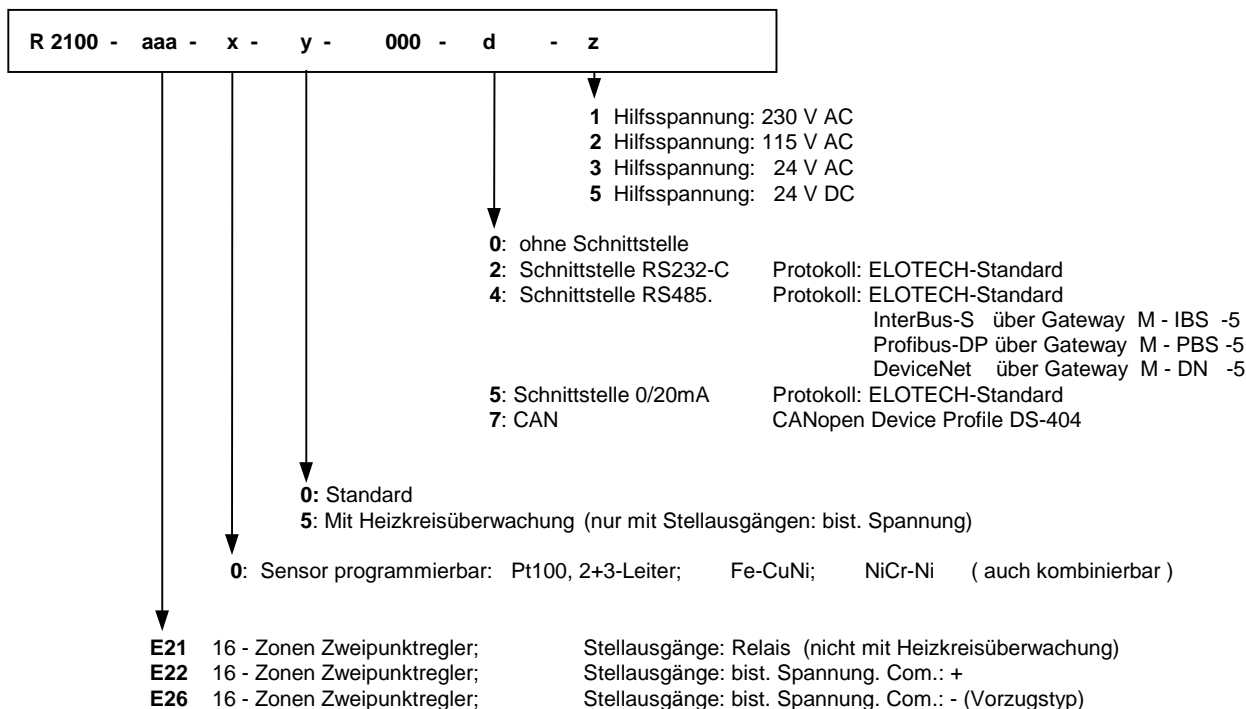 R 2100 - aaa - x - y - 000 - d - z
1 Hilfsspannung: 230 V AC
2 Hilfsspannung: 115 V AC
3 Hilfsspannung: 24 V AC
5 Hilfsspannung: 24 V DC
0: ohne Schnittstelle
2: Schnittstelle RS232-C Protokoll: ELOTECH-Standard
4: Schnittstelle RS485. Protokoll: ELOTECH-Standard
InterBus-S über Gateway M - IBS -5
Profibus-DP über Gateway M - PBS -5
DeviceNet über Gateway M - DN -5
5: Schnittstelle 0/20mA Protokoll: ELOTECH-Standard
7: CAN CANopen Device Profile DS-404
0: Standard
5: Mit Heizkreisüberwachung (nur mit Stellausgängen: bist. Spannung)
0: Sensor programmierbar: Pt100, 2+3-Leiter; Fe-CuNi; NiCr-Ni ( auch kombinierbar )
E21 16 - Zonen Zweipunktregler; Stellausgänge: Relais (nicht mit Heizkreisüberwachung)
E22 16 - Zonen Zweipunktregler; Stellausgänge: bist. Spannung. Com.: +
E26 16 - Zonen Zweipunktregler; Stellausgänge: bist. Spannung. Com.: - (Vorzugstyp)